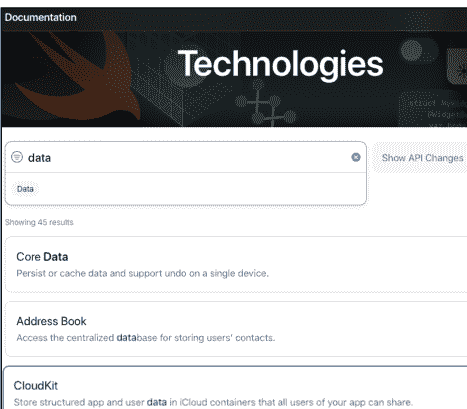 Documentation
Technologies
data
Show API Changes
Data
Showing 45 results
Core Data
Persist or cache data and support undo on a single device.
Address Book
Access the centralized database for storing users' contacts.
CloudKit
Store structured app and user data in iCloud containers that all users of your app can share.